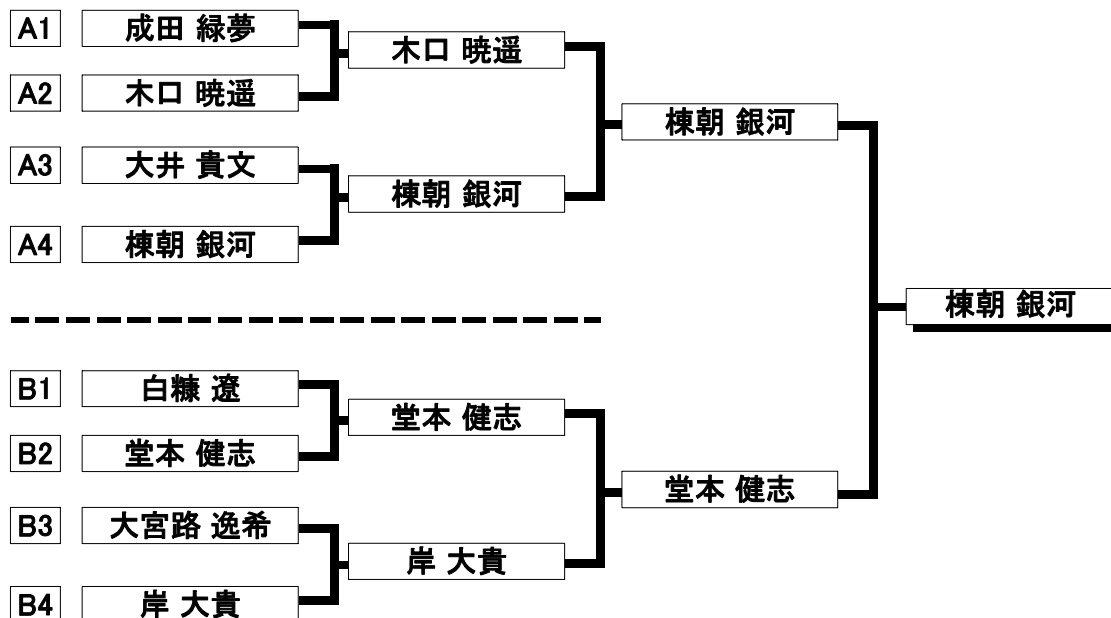 A1 成田 緑夢
木口 暁遥
A2 木口 暁遥
棟朝 銀河
A3 大井 貴文
棟朝 銀河
A4 棟朝 銀河
棟朝 銀河
B1 白糠 遼
堂本 健志
B2 堂本 健志
堂本 健志
B3 大宮路 逸希
岸 大貴
B4 岸 大貴